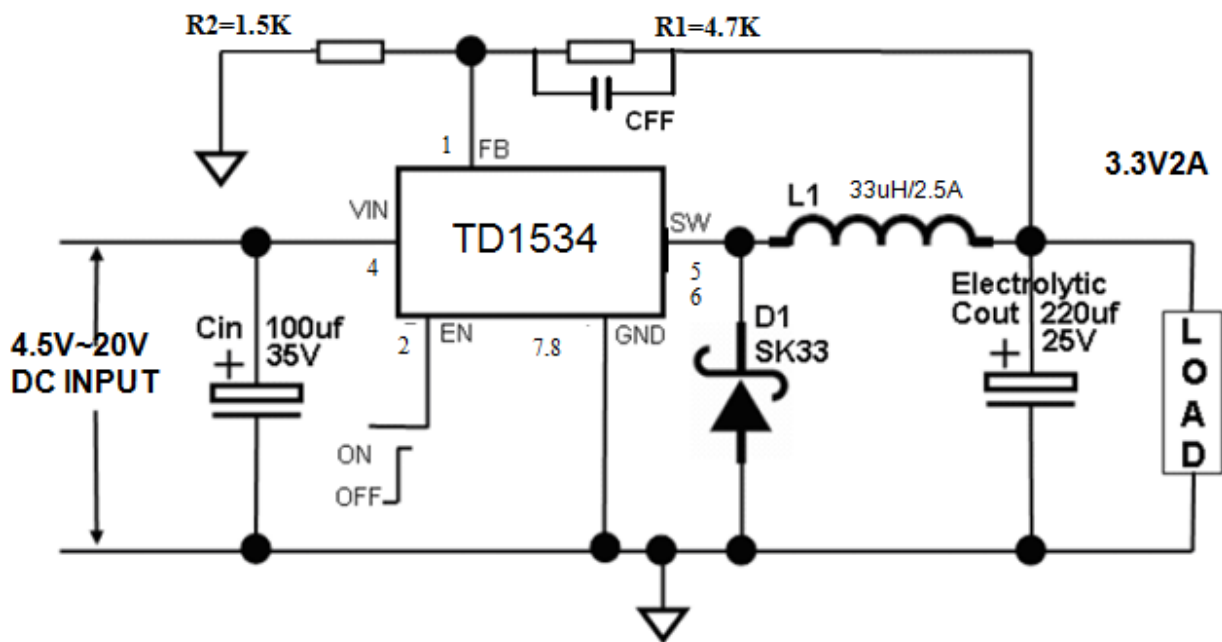 R2=1.5K
R1=4.7K
CFF
1
FB
3.3V2A
VIN
TD1534
SW
L1
33uH/2.5A
4
5
6
4.5V~20V
DC INPUT
Cin
100uf
35V
2
EN
7.8
GND
D1
SK33
Electrolytic
Cout
220uf
25V
LOAD
ON
OFF